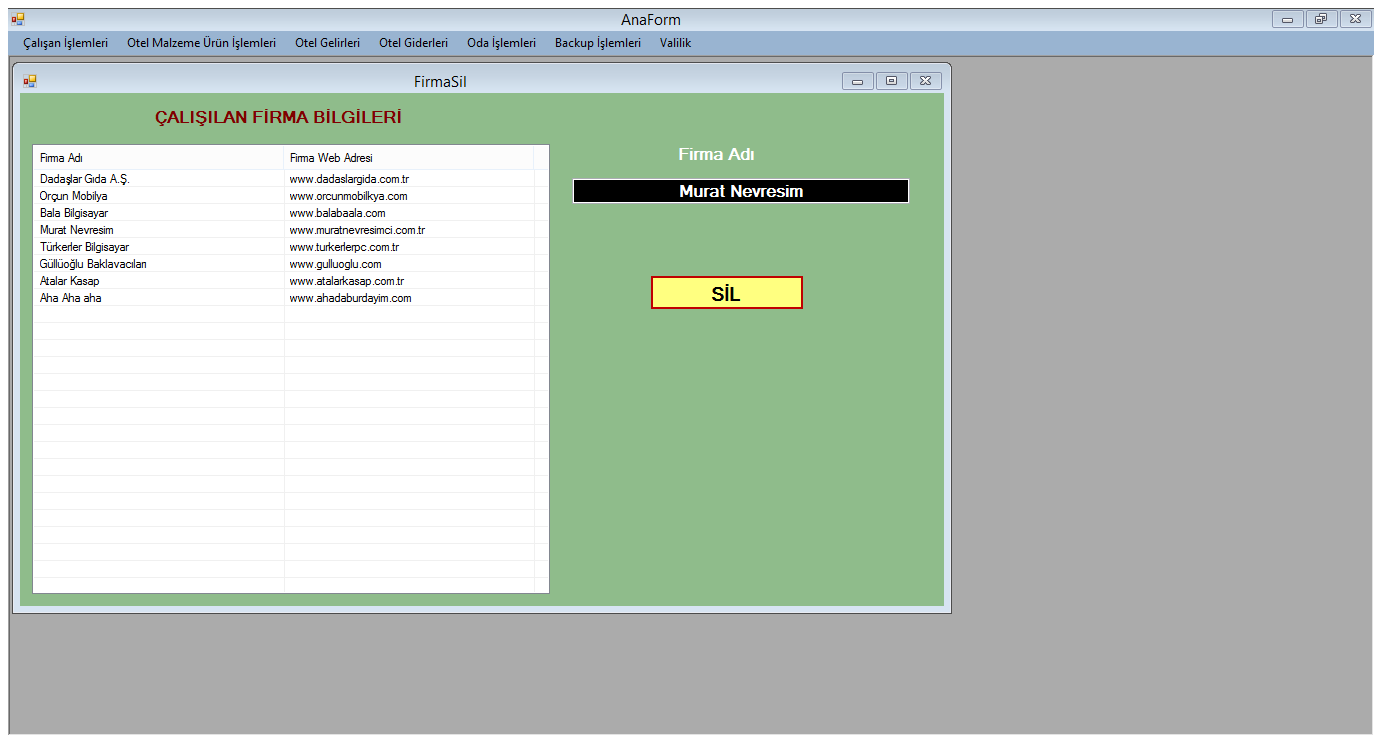 AnaForm
Çalışan İşlemleri Otel Malzeme Ürün İşlemleri Otel Gelirleri Otel Giderleri Oda İşlemleri Backup İşlemleri Valilik
FirmaSil
ÇALIŞILAN FİRMA BİLGİLERİ
Firma Adı Firma Web Adresi
Dadaşlar Gıda A.Ş. www.dadaslargida.com.tr
Orçun Mobilya www.orcunmobilkya.com
Bala Bilgisayar www.balabaala.com
Murat Nevresim www.muratnevresimci.com.tr
Türkerler Bilgisayar www.turkerlerpc.com.tr
Güllüoğlu Baklavacıları www.gulluoglu.com
Atalar Kasap www.atalarkasap.com.tr
Aha Aha aha www.ahadaburdayim.com
Firma Adı
Murat Nevresim
SİL